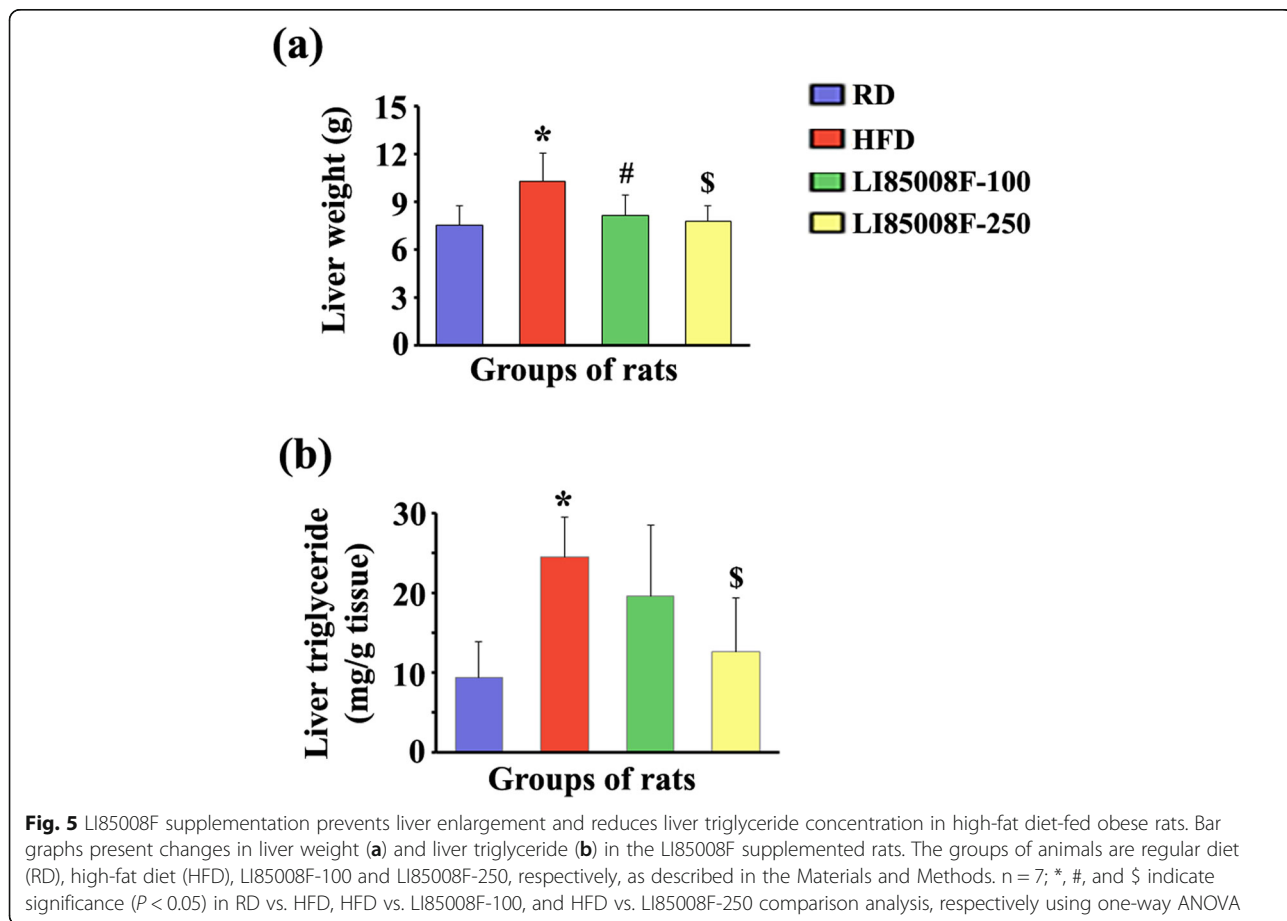 (a)
Liver weight (g)
15
12
9
6
3
0
*
#
$
Groups of rats
RD
HFD
LI85008F-100
LI85008F-250
(b)
Liver triglyceride
(mg/g tissue)
30
20
10
0
*
$
Groups of rats
Fig. 5 LI85008F supplementation prevents liver enlargement and reduces liver triglyceride concentration in high-fat diet-fed obese rats. Bar
graphs present changes in liver weight (a) and liver triglyceride (b) in the LI85008F supplemented rats. The groups of animals are regular diet
(RD), high-fat diet (HFD), LI85008F-100 and LI85008F-250, respectively, as described in the Materials and Methods. n = 7; *, #, and $ indicate
significance (P < 0.05) in RD vs. HFD, HFD vs. LI85008F-100, and HFD vs. LI85008F-250 comparison analysis, respectively using one-way ANOVA